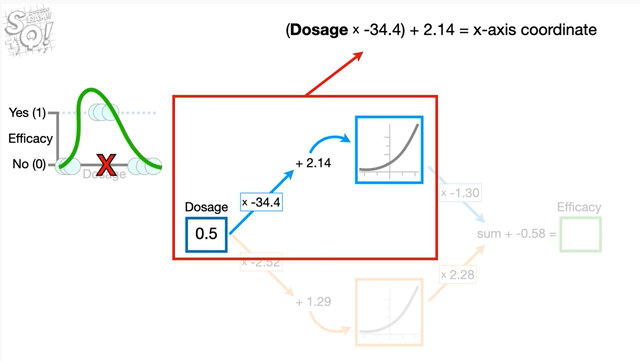 SQ!
(Dosage × -34.4) + 2.14 = x-axis coordinate
Yes (1)
Efficacy
No (0)
X
Dosage
+ 2.14
× -34.4
× -1.30
Dosage
0.5
Efficacy
sum + -0.58 =
× -2.52
× 2.28
+ 1.29